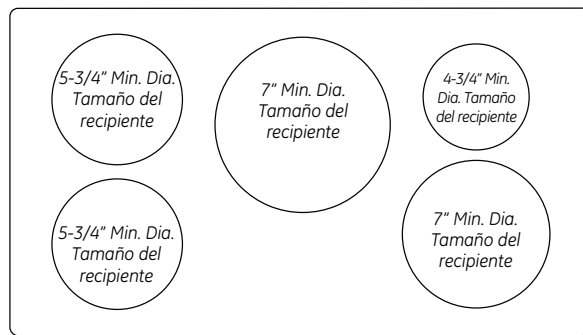 5-3/4" Min. Dia.
Tamaño del
recipiente
7" Min. Dia.
Tamaño del
recipiente
4-3/4" Min.
Dia. Tamaño
del recipiente
5-3/4" Min. Dia.
Tamaño del
recipiente
7" Min. Dia.
Tamaño del
recipiente